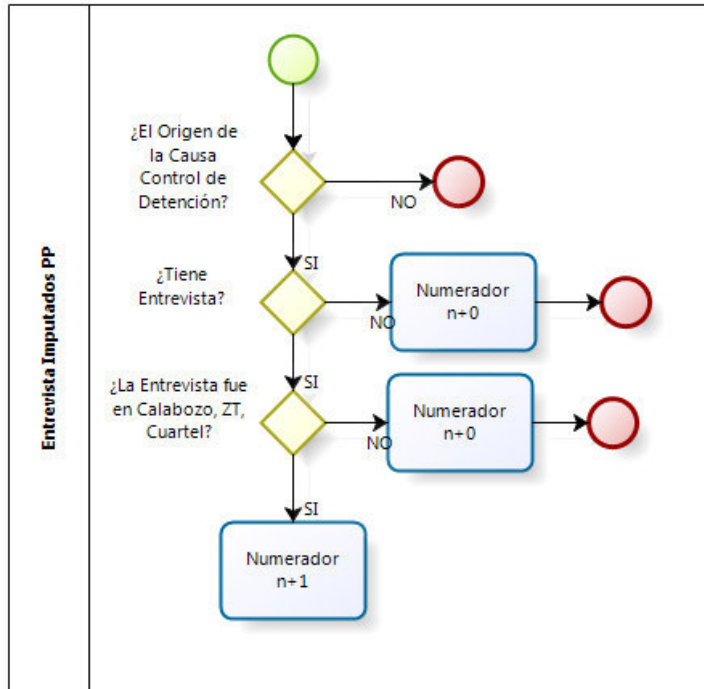 Entrevista Imputados PP
¿El Origen de
la Causa
Control de
Detención?
NO
SI
¿Tiene
Entrevista?
NO
Numerador
n+0
SI
¿La Entrevista fue
en Calabozo, ZT,
Cuartel?
NO
Numerador
n+0
SI
Numerador
n+1